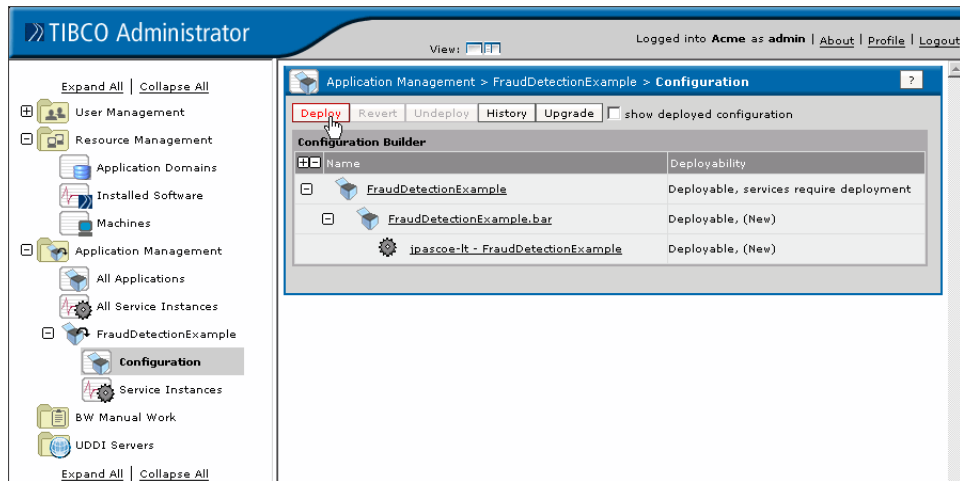 TIBCO Administrator
View:
Logged into Acme as admin | About | Profile | Logout
Expand All | Collapse All
User Management
Resource Management
Application Domains
Installed Software
Machines
Application Management
All Applications
All Service Instances
FraudDetectionExample
Configuration
Service Instances
BW Manual Work
UDDI Servers
Expand All | Collapse All
Application Management > FraudDetectionExample > Configuration ?
Deploy Revert Undeploy History Upgrade show deployed configuration
Configuration Builder
Name Deployability
FraudDetectionExample Deployable, services require deployment
FraudDetectionExample.bar Deployable, (New)
jpascoe-lt - FraudDetectionExample Deployable, (New)